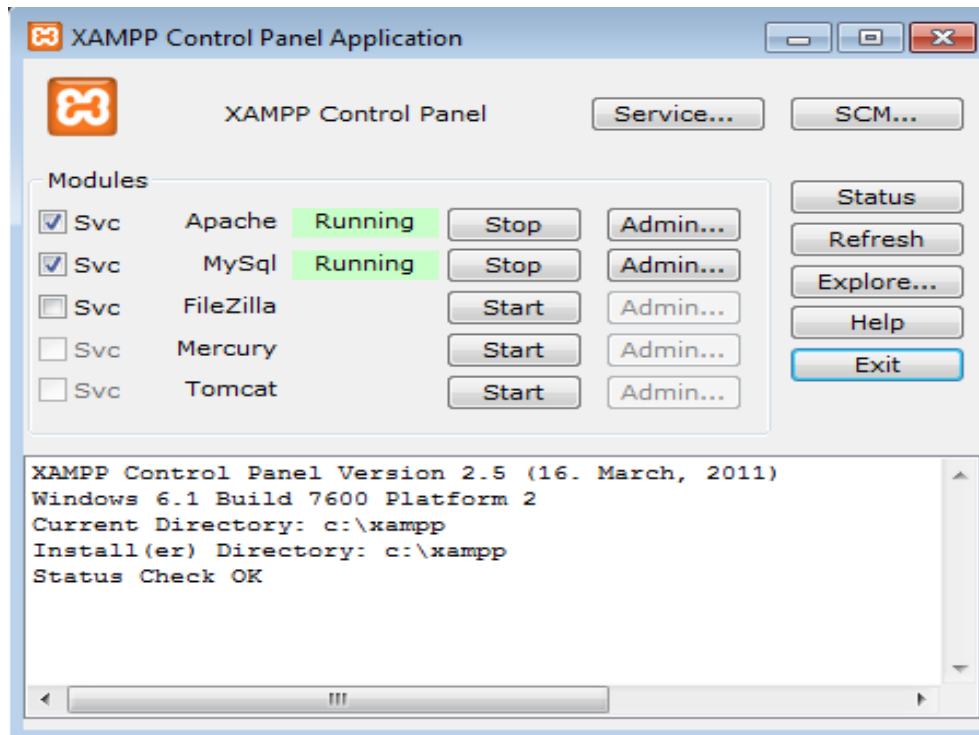 XAMPP Control Panel Application
XAMPP Control Panel Service... SCM...
Modules
Svc Apache Running Stop Admin...
Svc MySql Running Stop Admin...
Svc FileZilla Start Admin...
Svc Mercury Start Admin...
Svc Tomcat Start Admin...
Status
Refresh
Explore...
Help
Exit
XAMPP Control Panel Version 2.5 (16. March, 2011)
Windows 6.1 Build 7600 Platform 2
Current Directory: c:\xampp
Install(er) Directory: c:\xampp
Status Check OK